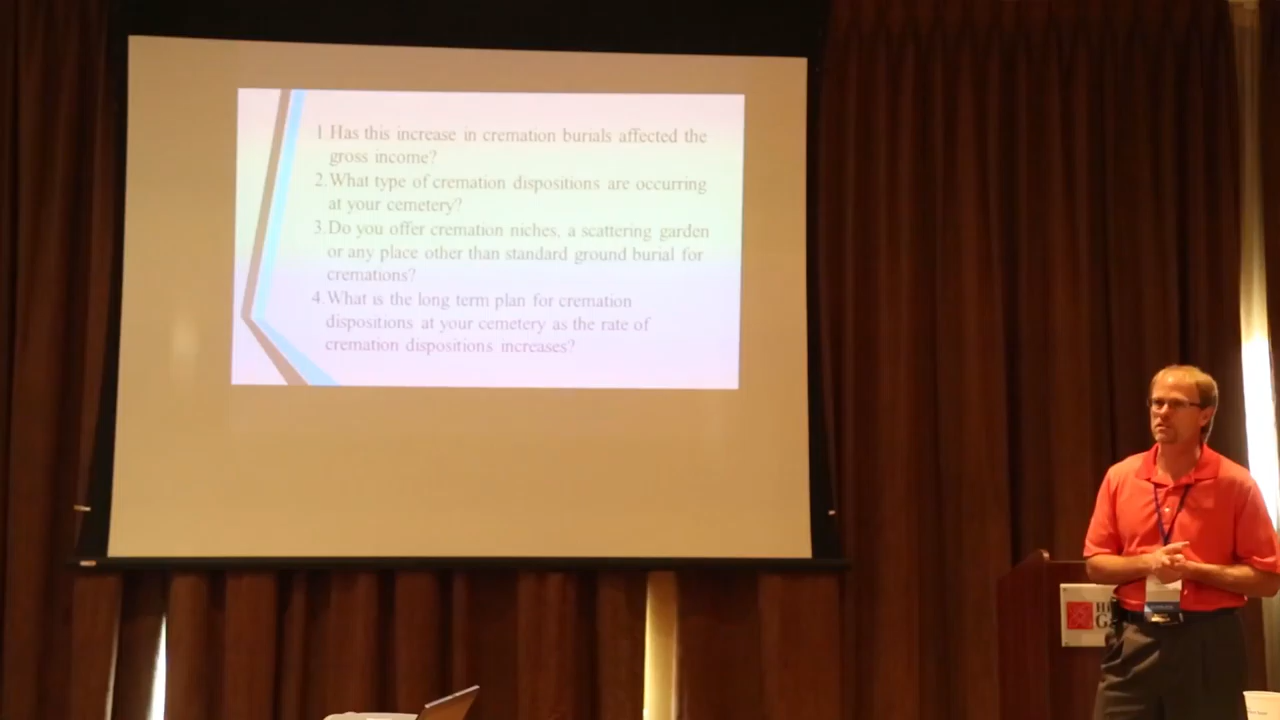 1.Has this increase in cremation burials affected the
gross income?
2.What type of cremation dispositions are occurring
at your cemetery?
3.Do you offer cremation niches, a scattering garden
or any place other than standard ground burial for
cremations?
4.What is the long term plan for cremation
dispositions at your cemetery as the rate of
cremation dispositions increases?